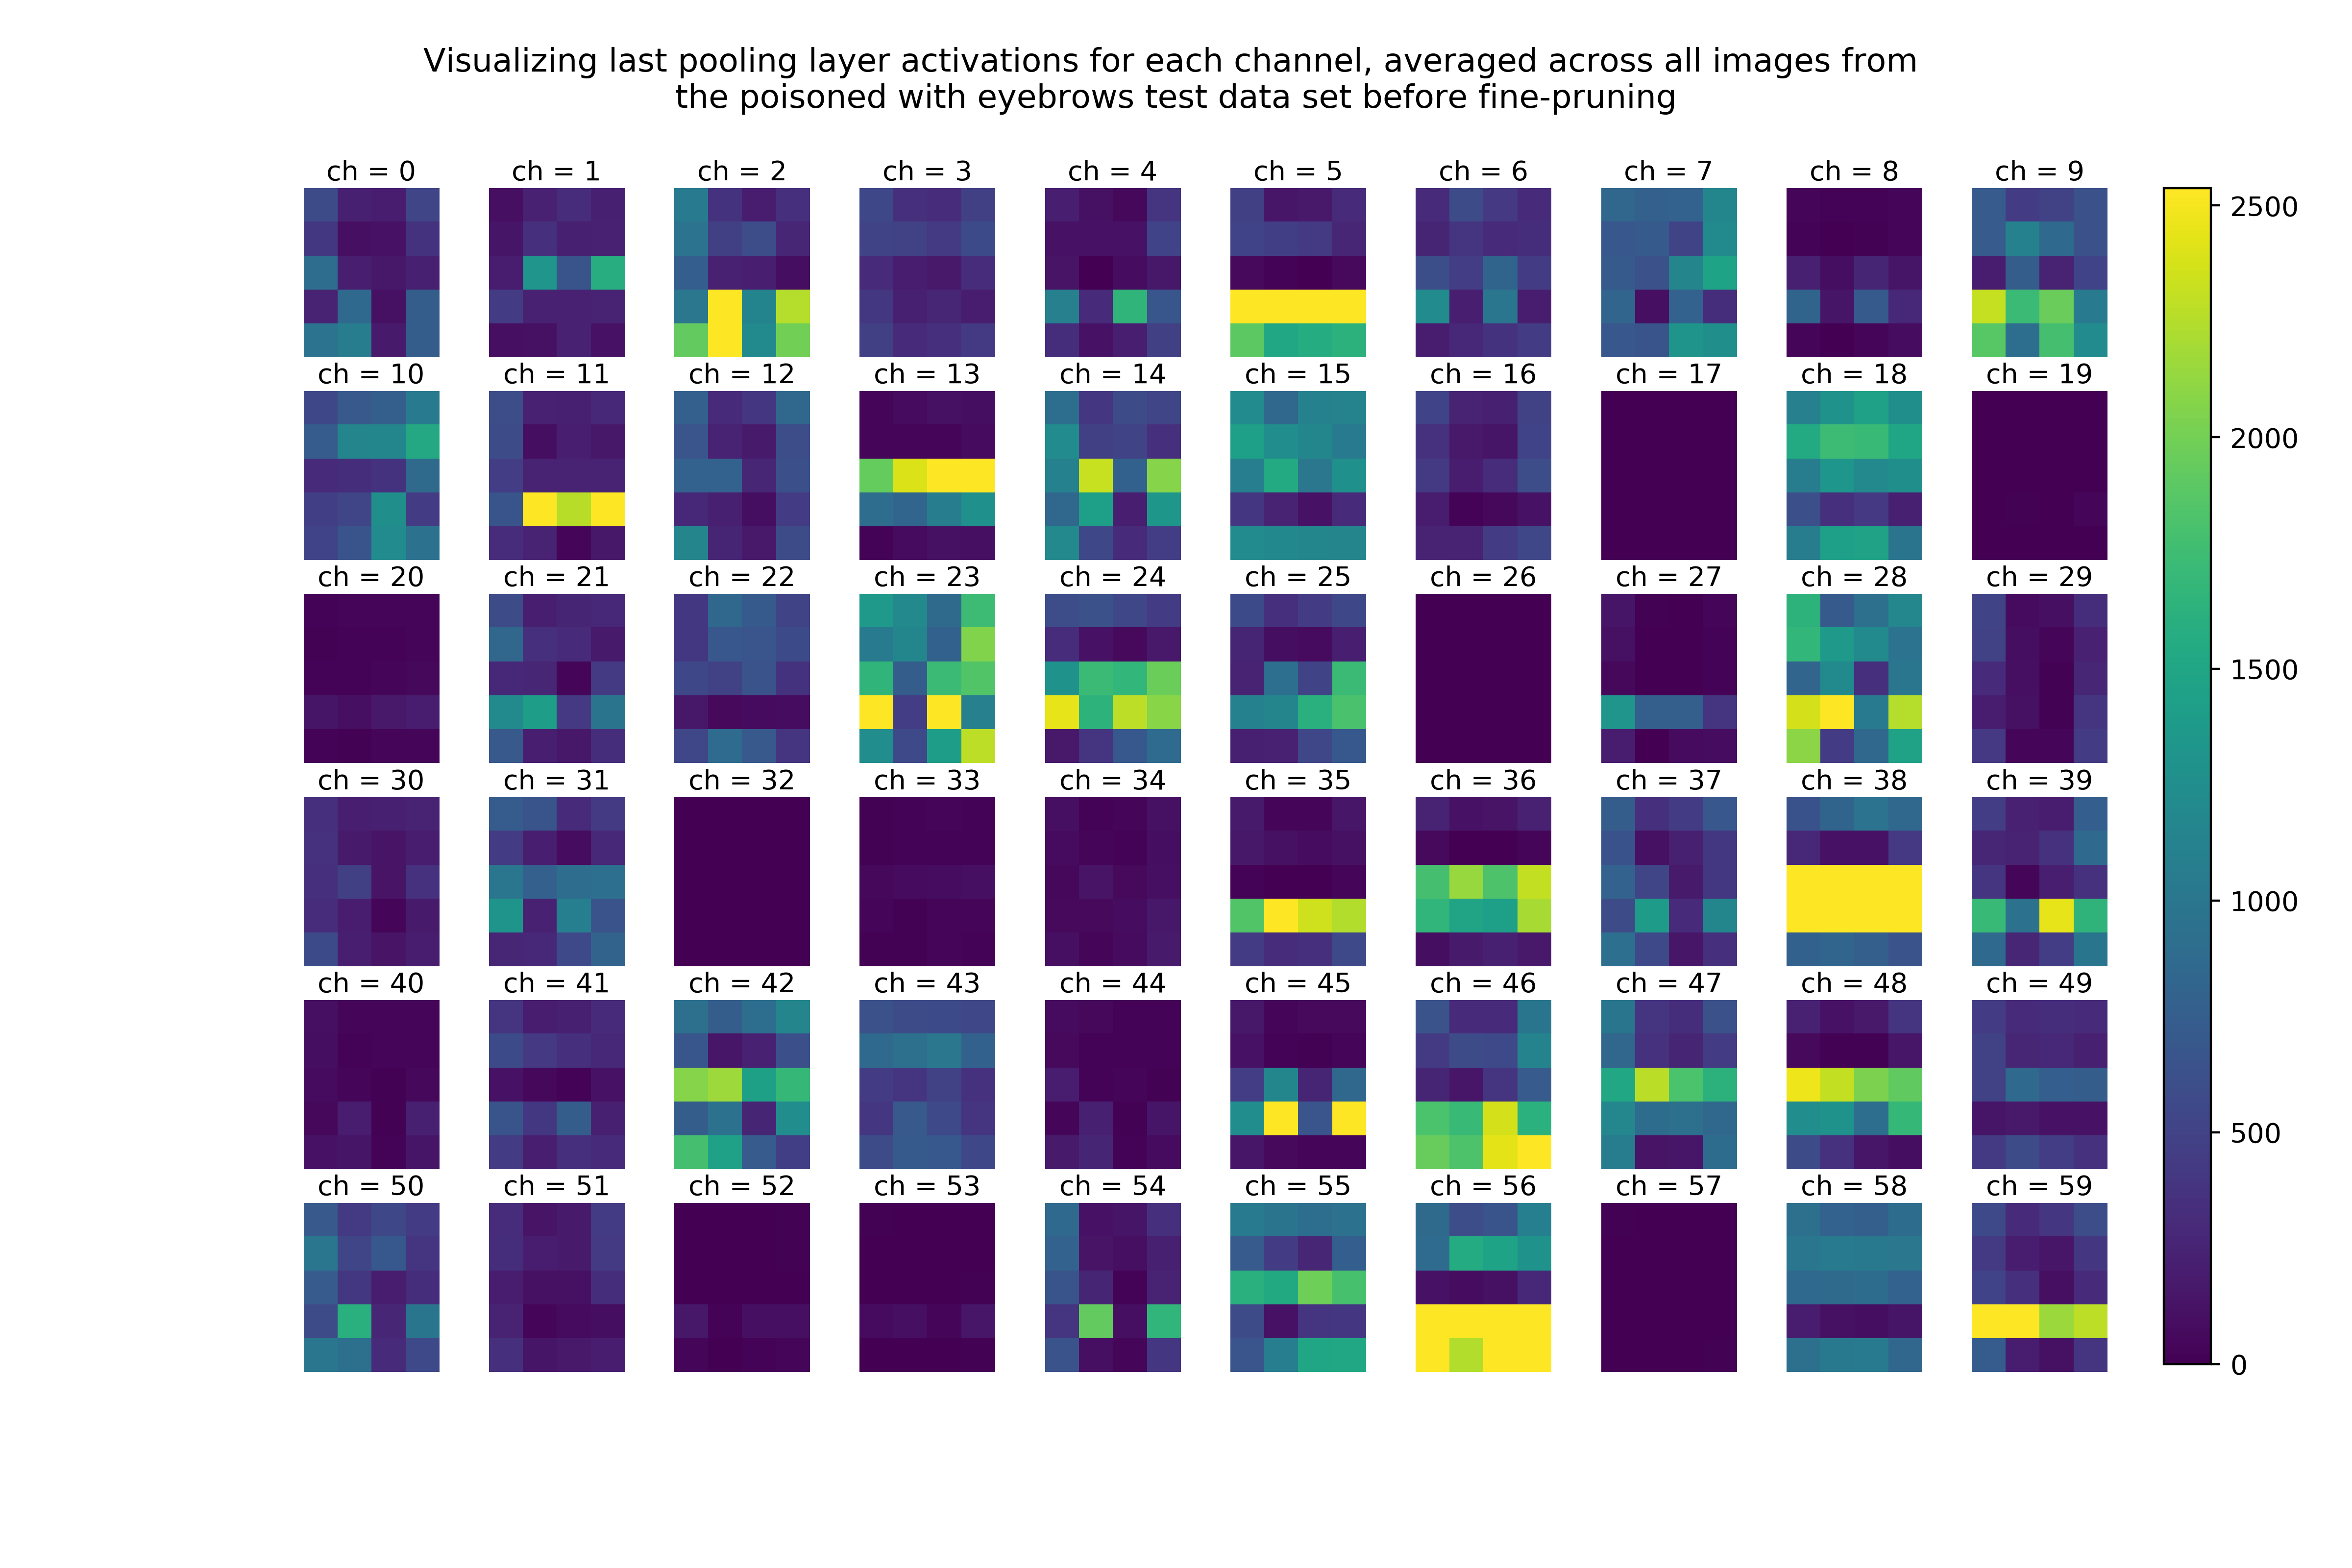 Visualizing last pooling layer activations for each channel, averaged across all images from
the poisoned with eyebrows test data set before fine-pruning
ch = 0 ch = 1 ch = 2 ch = 3 ch = 4 ch = 5 ch = 6 ch = 7 ch = 8 ch = 9
2500
ch = 10 ch = 11 ch = 12 ch = 13 ch = 14 ch = 15 ch = 16 ch = 17 ch = 18 ch = 19
2000
ch = 20 ch = 21 ch = 22 ch = 23 ch = 24 ch = 25 ch = 26 ch = 27 ch = 28 ch = 29
1500
ch = 30 ch = 31 ch = 32 ch = 33 ch = 34 ch = 35 ch = 36 ch = 37 ch = 38 ch = 39
1000
ch = 40 ch = 41 ch = 42 ch = 43 ch = 44 ch = 45 ch = 46 ch = 47 ch = 48 ch = 49
500
ch = 50 ch = 51 ch = 52 ch = 53 ch = 54 ch = 55 ch = 56 ch = 57 ch = 58 ch = 59
0